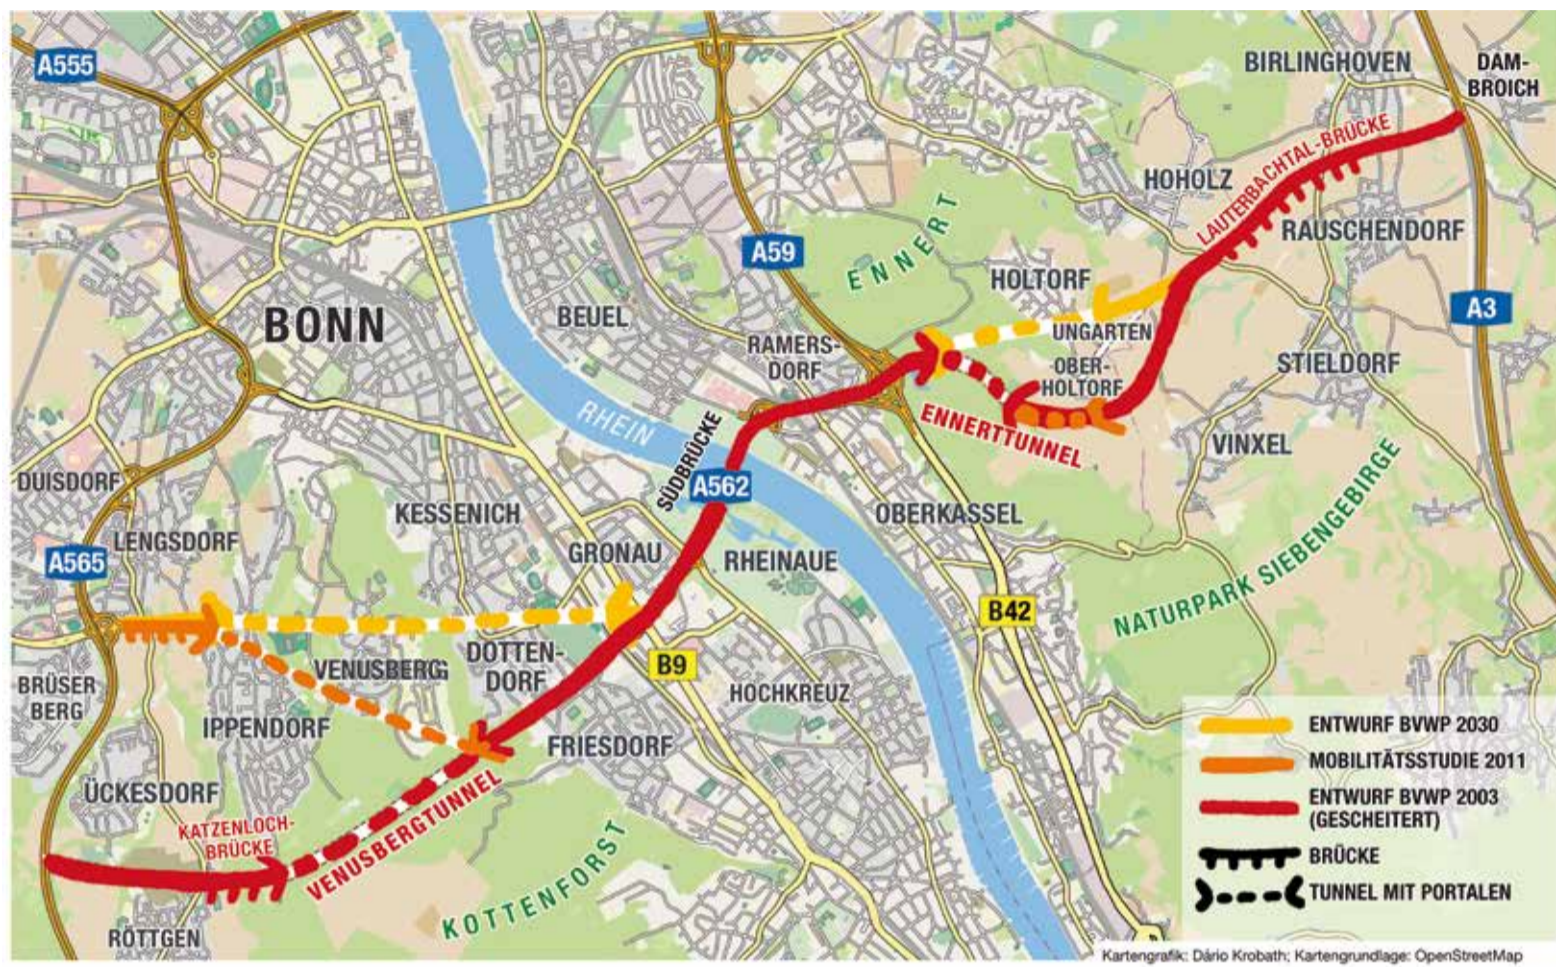 A555
BIRLINGHOVEN
DAM-
BROICH
LAUTERBACHTAL-BRÜCKE
HOHOLZ
RAUSCHENDORF
A59
ENNERT
HOLTORF
A3
BONN
BEUEL
UNGARTEN
RAMERS-
DORF
OBER-
HOLTORF
STIELDORF
RHEIN
ENNERTTUNNEL
VINXEL
SÜDBRÜCKE
A562
DUISDORF
KESSENICH
OBERKASSEL
LENGSDORF
A565
GRONAU
RHEINAUE
NATURPARK SIEBENGEBIRGE
B42
VENUSBERG
DOTTEN-
DORF
B9
BRÜSER
BERG
HOCHKREUZ
IPPENDORF
FRIESDORF
ÜCKESDORF
KATZENLOCH-
BRÜCKE
VENUSBERGTUNNEL
KOTTENFORST
RÖTTGEN
ENTWURF BVWP 2030
MOBILITÄTSSTUDIE 2011
ENTWURF BVWP 2003
(GESCHEITERT)
BRÜCKE
TUNNEL MIT PORTALEN
Kartengrafik: Dário Krobath; Kartengrundlage: OpenStreetMap